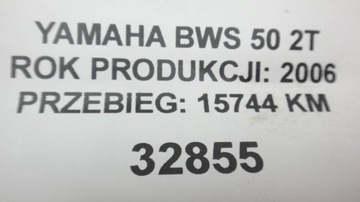 YAMAHA BWS 50 2T
ROK PRODUKCJI: 2006
PRZEBIEG: 15744 KM
32855